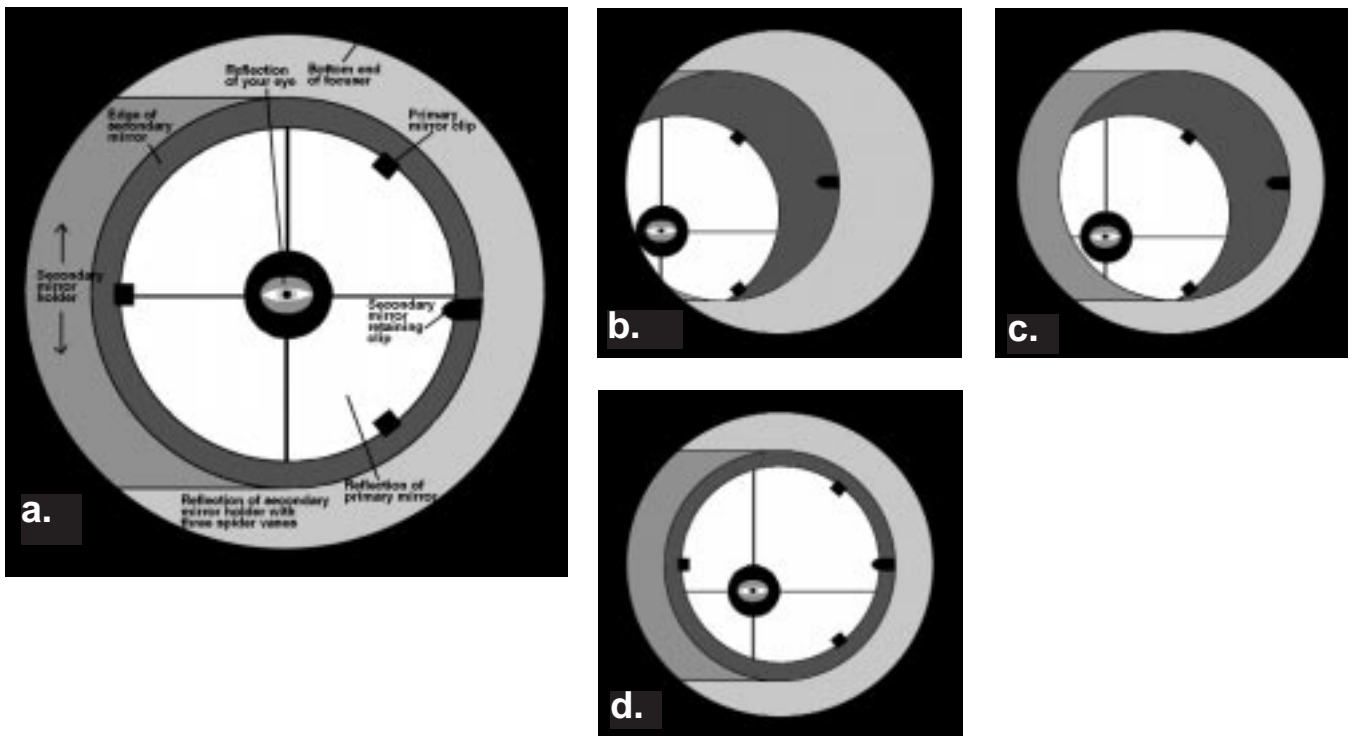 Reflection
of your eye
Bottom end
of focuser
Edge of
secondary
mirror
Primary
mirror clip
Secondary
mirror
holder
Secondary
mirror
retaining
clip
Reflection of
primary mirror
Reflection of secondary
mirror holder with
three spider vanes
a.
b.
c.
d.